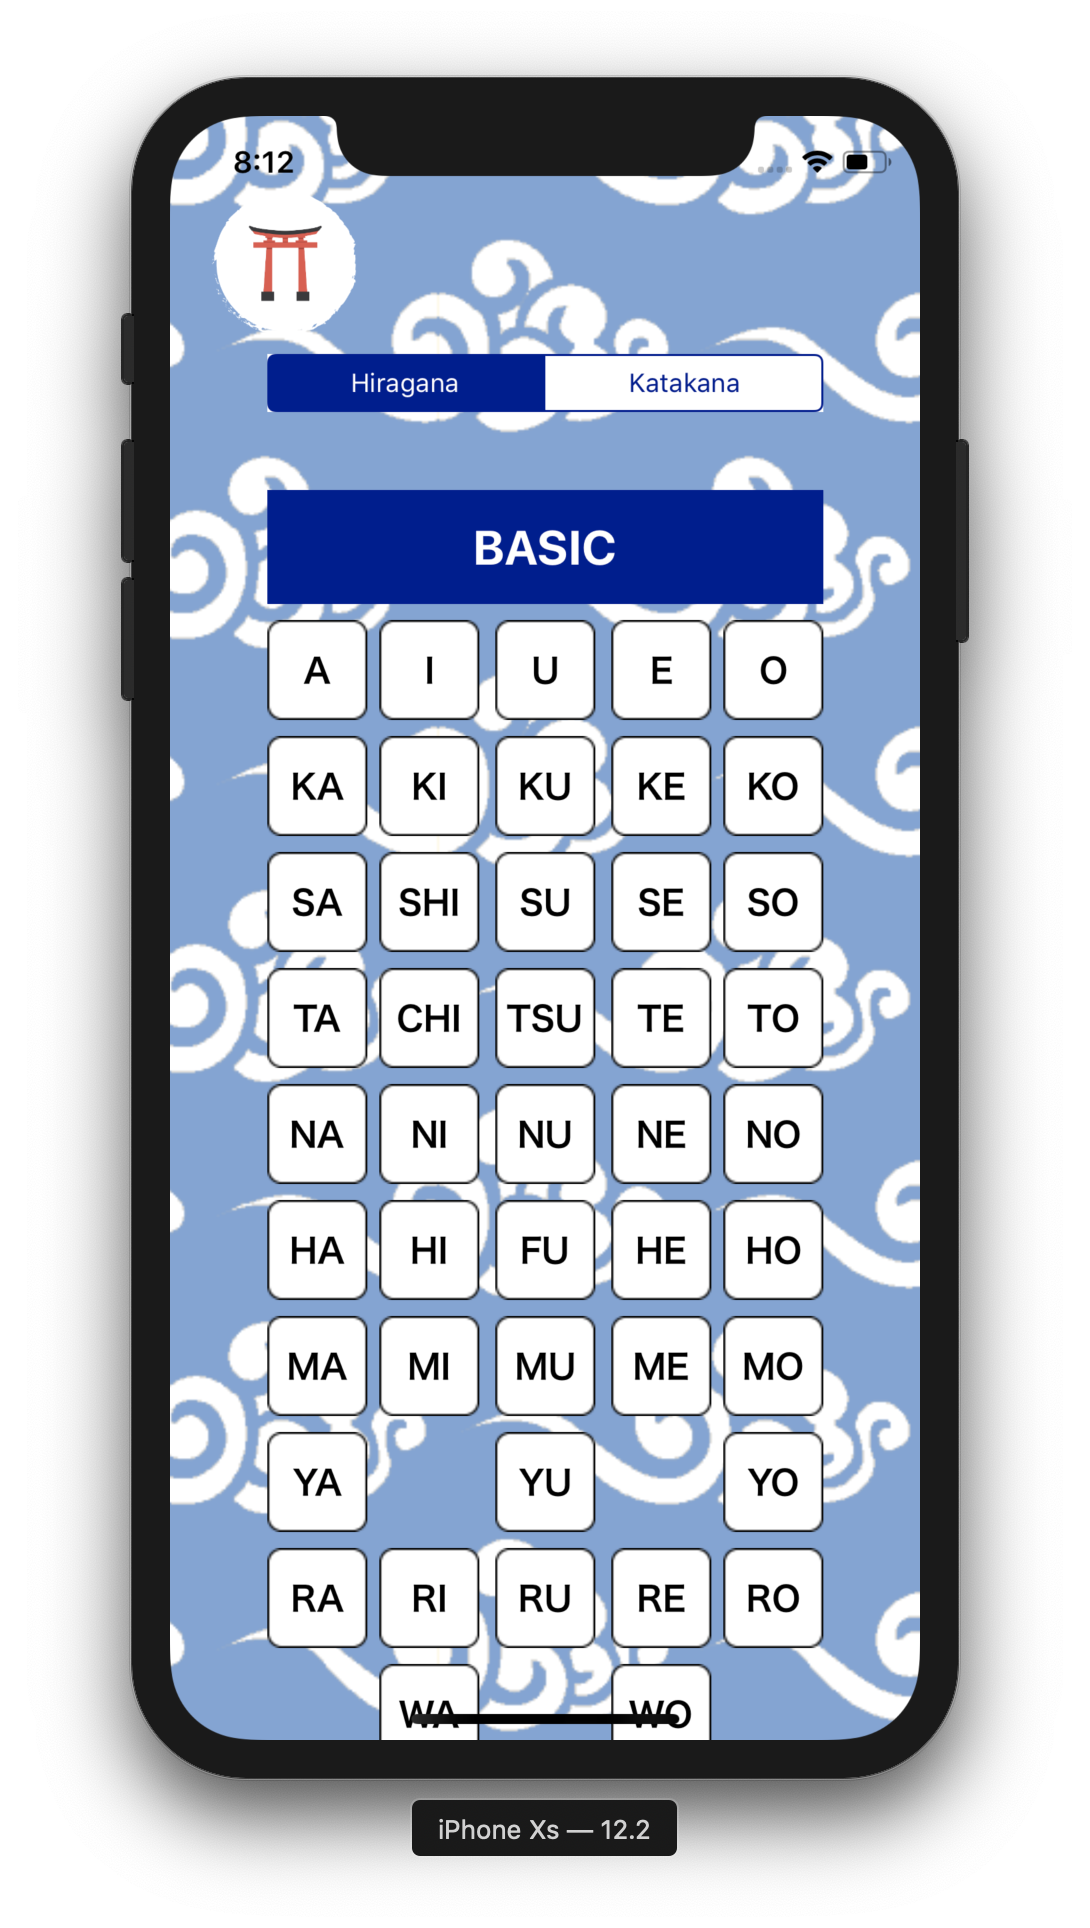 8:12
Hiragana Katakana
BASIC
A I U E O
KA KI KU KE KO
SA SHI SU SE SO
TA CHI TSU TE TO
NA NI NU NE NO
HA HI FU HE HO
MA MI MU ME MO
YA YU YO
RA RI RU RE RO
WA WO
iPhone Xs — 12.2